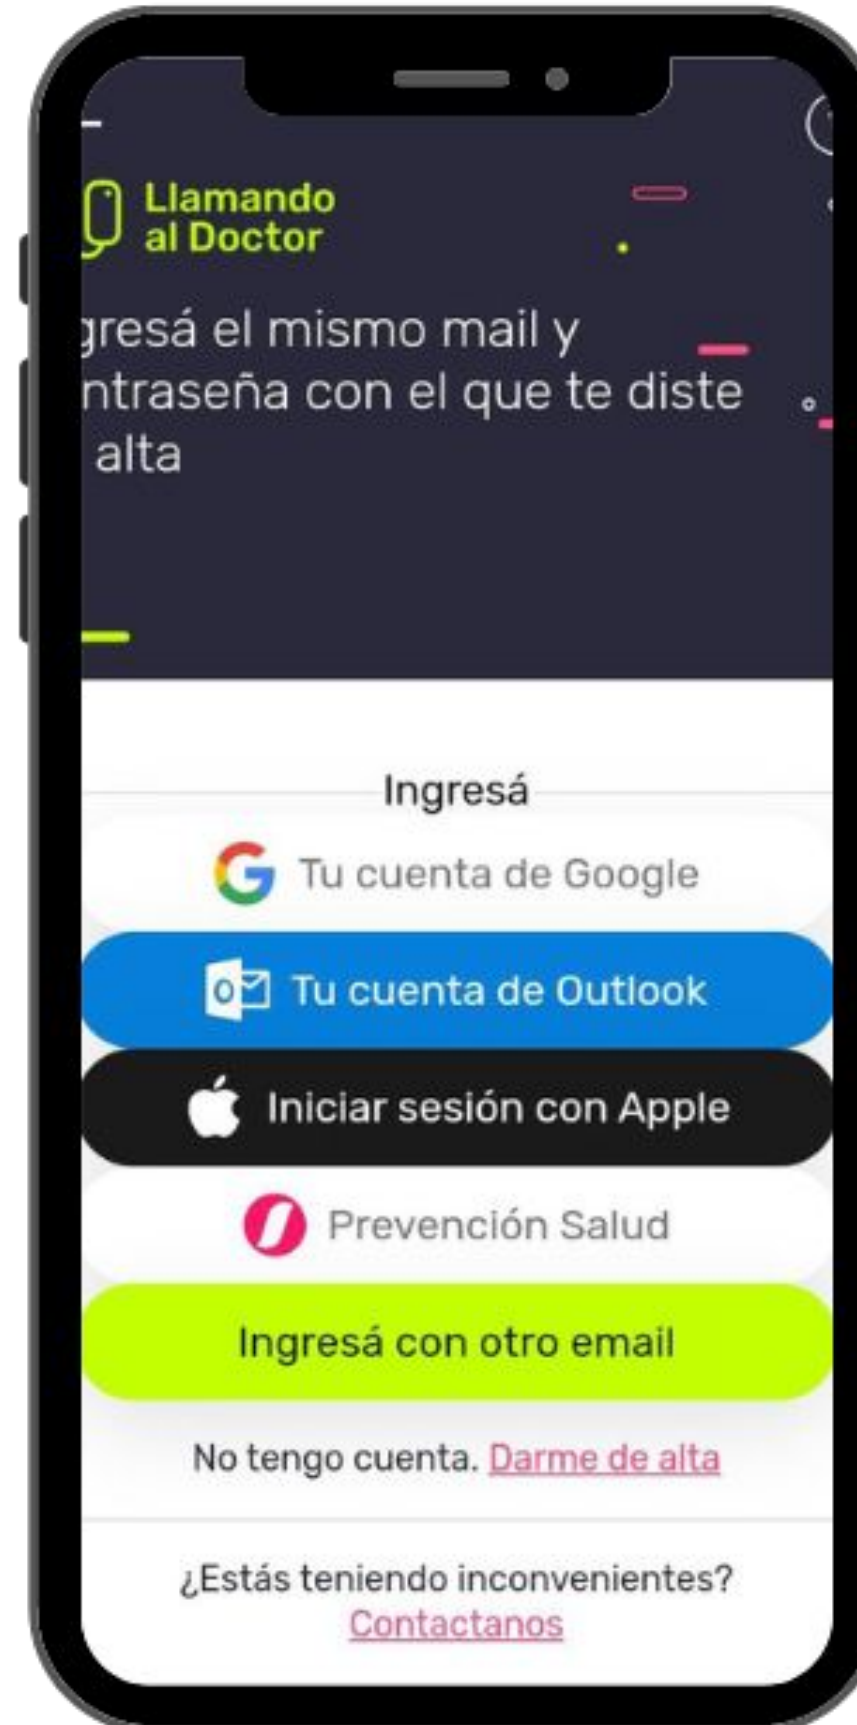 Llamando
al Doctor
gresá el mismo mail y
ntraseña con el que te diste
alta
Ingresá
Tu cuenta de Google
Tu cuenta de Outlook
Iniciar sesión con Apple
Prevención Salud
Ingresá con otro email
No tengo cuenta. Darme de alta
¿Estás teniendo inconvenientes?
Contactanos